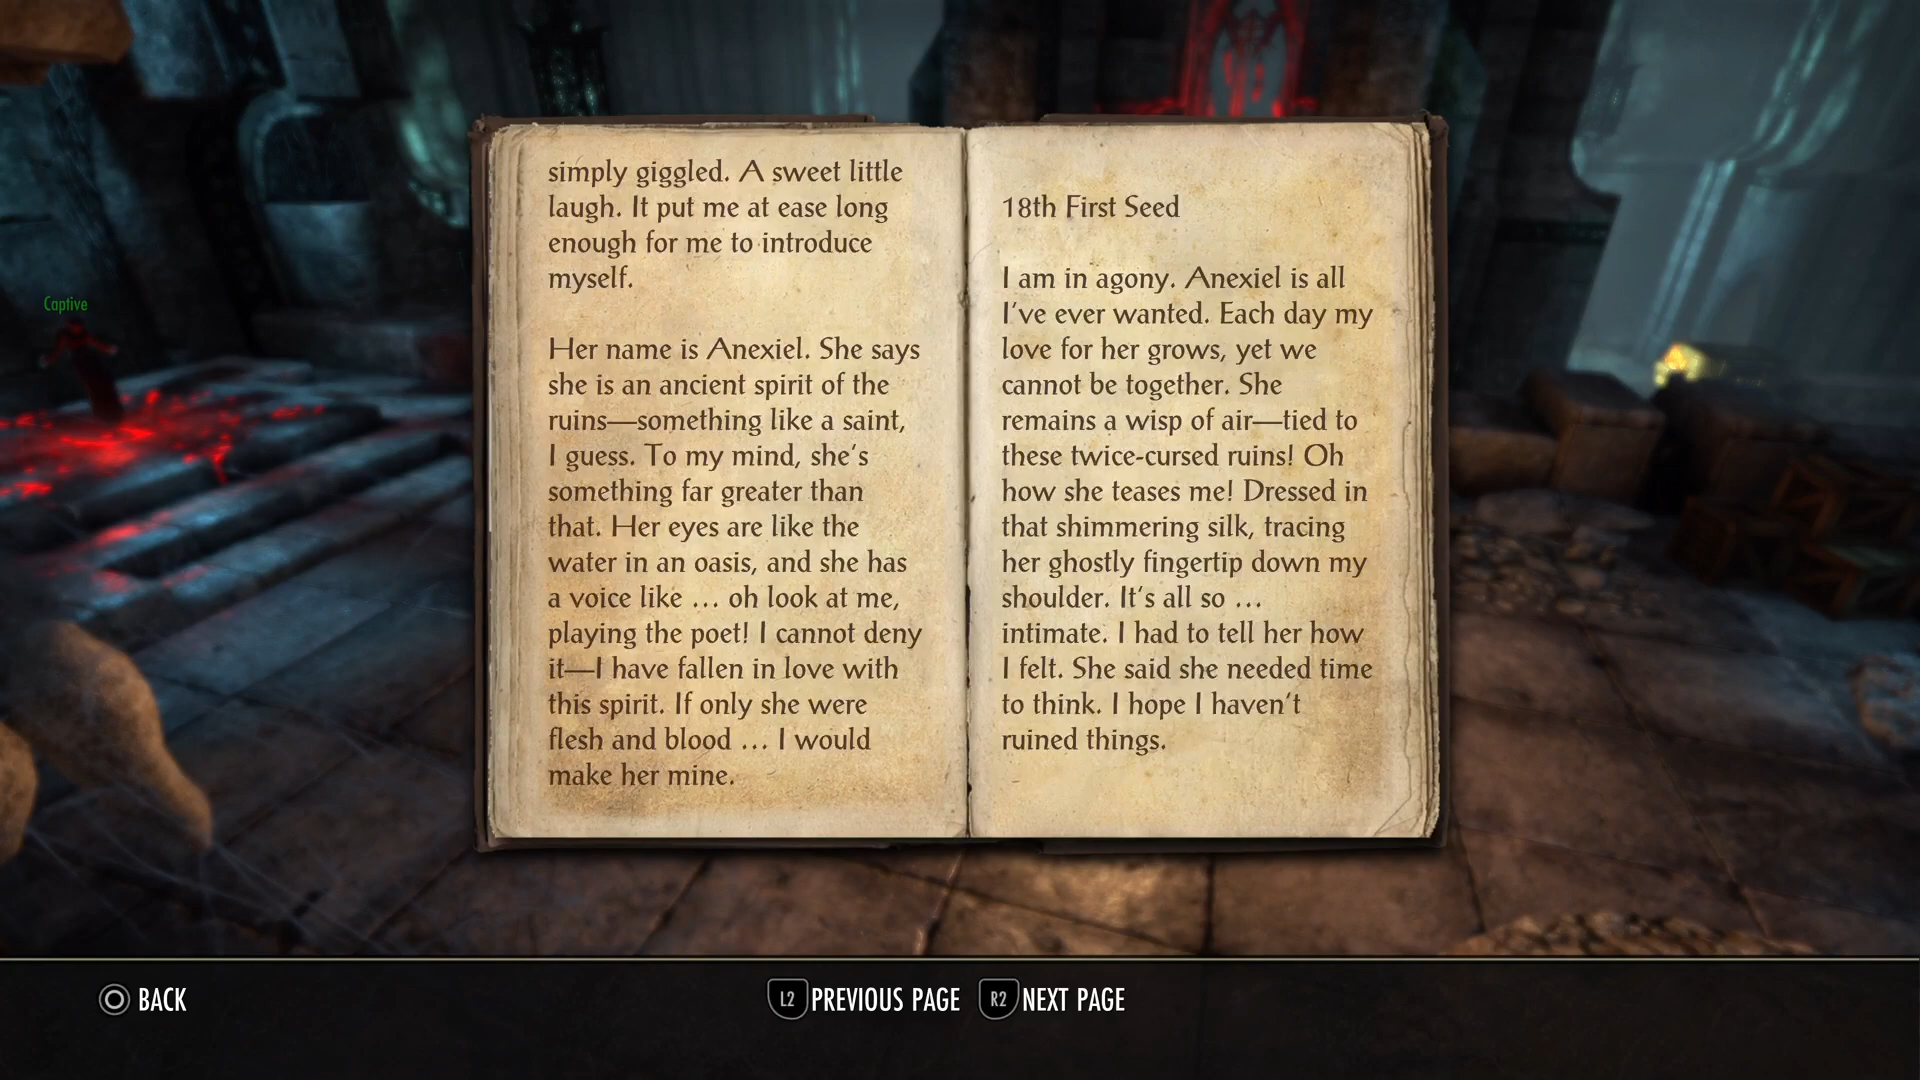 simply giggled. A sweet little
laugh. It put me at ease long
enough for me to introduce
myself.
Her name is Anexiel. She says
she is an ancient spirit of the
ruins—something like a saint,
I guess. To my mind, she's
something far greater than
that. Her eyes are like the
water in an oasis, and she has
a voice like … oh look at me,
playing the poet! I cannot deny
it—I have fallen in love with
this spirit. If only she were
flesh and blood … I would
make her mine.
18th First Seed
I am in agony. Anexiel is all
I've ever wanted. Each day my
love for her grows, yet we
cannot be together. She
remains a wisp of air—tied to
these twice-cursed ruins! Oh
how she teases me! Dressed in
that shimmering silk, tracing
her ghostly fingertip down my
shoulder. It's all so …
intimate. I had to tell her how
I felt. She said she needed time
to think. I hope I haven't
ruined things.
Captive
BACK
L2 PREVIOUS PAGE R2 NEXT PAGE